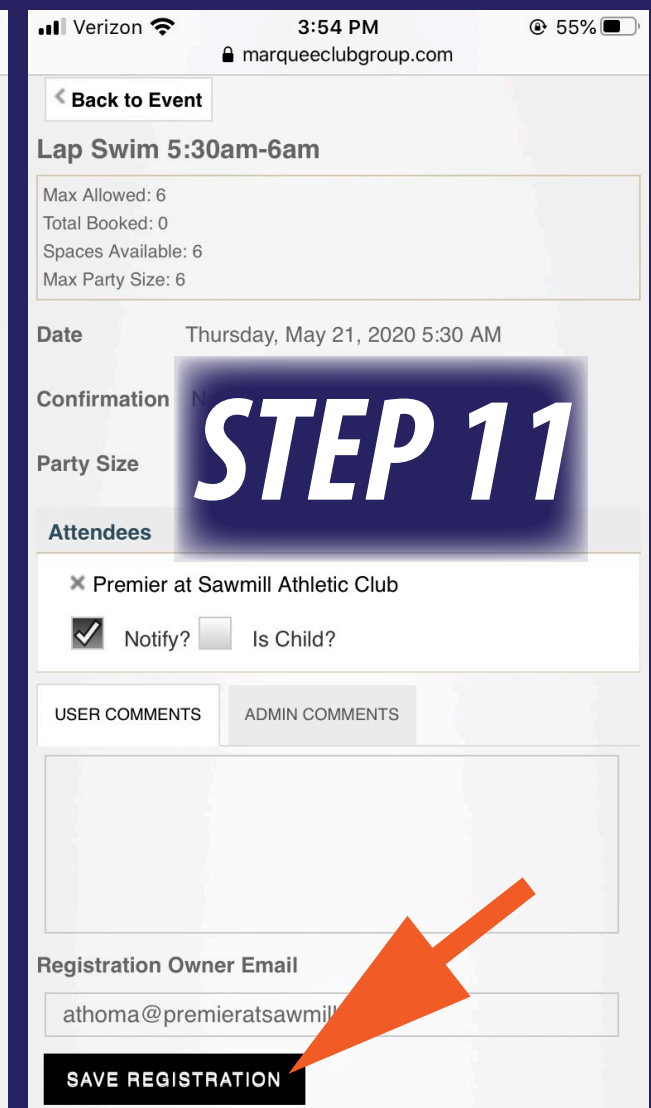 Verizon 3:54 PM 55%
marqueeclubgroup.com
Back to Event
Lap Swim 5:30am-6am
Max Allowed: 6
Total Booked: 0
Spaces Available: 6
Max Party Size: 6
Date Thursday, May 21, 2020 5:30 AM
Confirmation
STEP 11
Party Size
Attendees
Premier at Sawmill Athletic Club
Notify? Is Child?
USER COMMENTS ADMIN COMMENTS
Registration Owner Email
athoma@premieratsawmill
SAVE REGISTRATION